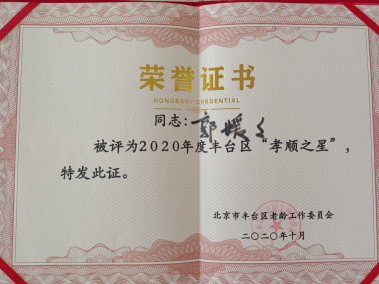 荣誉证书
HONORARY CREDENTIAL
同志：郭媛
被评为2020年度丰台区“孝顺之星”，
特发此证。
北京市丰台区老龄工作委员会
二〇二〇年十月